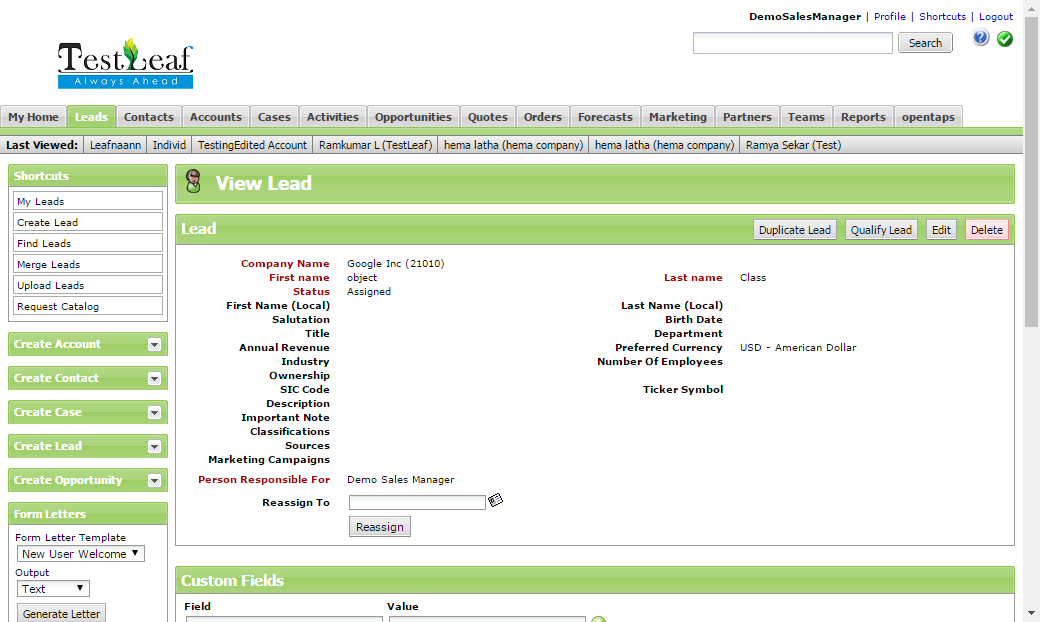 DemoSalesManager | Profile | Shortcuts | Logout
Search
TestLeaf
Always Ahead
My Home Leads Contacts Accounts Cases Activities Opportunities Quotes Orders Forecasts Marketing Partners Teams Reports opentaps
Last Viewed: Leafnaann Individ TestingEdited Account Ramkumar L (TestLeaf) hema latha (hema company) hema latha (hema company) Ramya Sekar (Test)
Shortcuts
My Leads
Create Lead
Find Leads
Merge Leads
Upload Leads
Request Catalog
Create Account
Create Contact
Create Case
Create Lead
Create Opportunity
Form Letters
Form Letter Template
New User Welcome
Output
Text
Generate Letter
View Lead
Lead Duplicate Lead Qualify Lead Edit Delete
Company Name Google Inc (21010)
First name object Last name Class
Status Assigned
First Name (Local) Last Name (Local)
Salutation Birth Date
Title Department
Annual Revenue Preferred Currency USD - American Dollar
Industry Number Of Employees
Ownership
SIC Code Ticker Symbol
Description
Important Note
Classifications
Sources
Marketing Campaigns
Person Responsible For Demo Sales Manager
Reassign To
Reassign
Custom Fields
Field Value